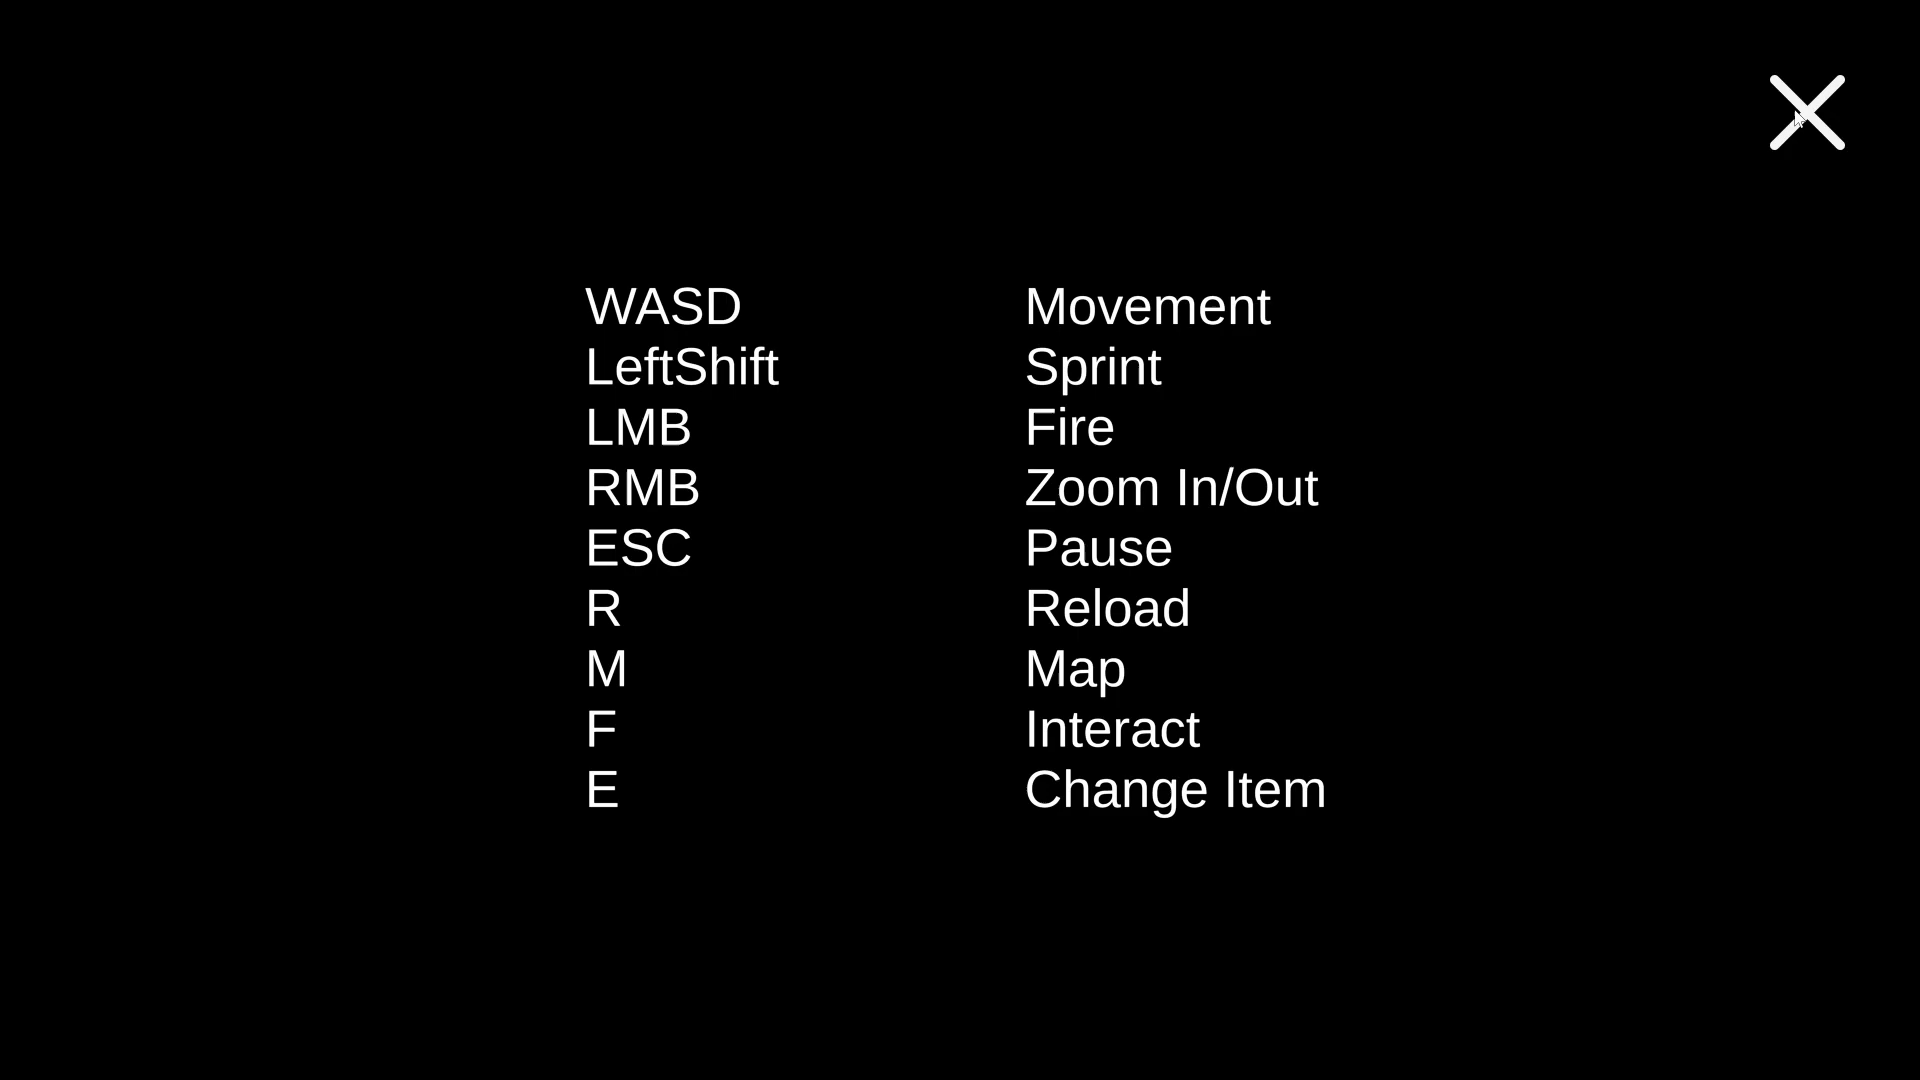 WASD Movement
LeftShift Sprint
LMB Fire
RMB Zoom In/Out
ESC Pause
R Reload
M Map
F Interact
E Change Item